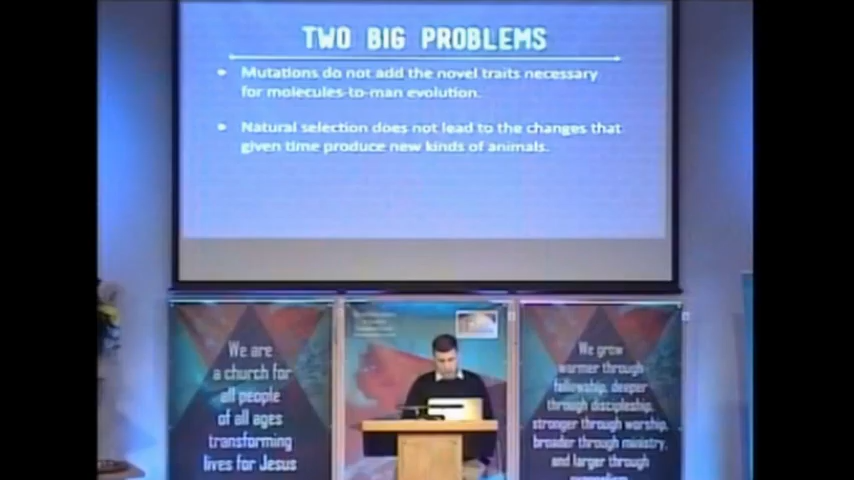 TWO BIG PROBLEMS
• Mutations do not add the novel traits necessary
for molecules-to-man evolution.
• Natural selection does not lead to the changes that
given time produce new kinds of animals.
We are
a church for
all people
of all ages
transforming
lives for Jesus
We grow
warmer through
fellowship, deeper
through discipleship,
stronger through worship,
broader through ministry,
and larger through